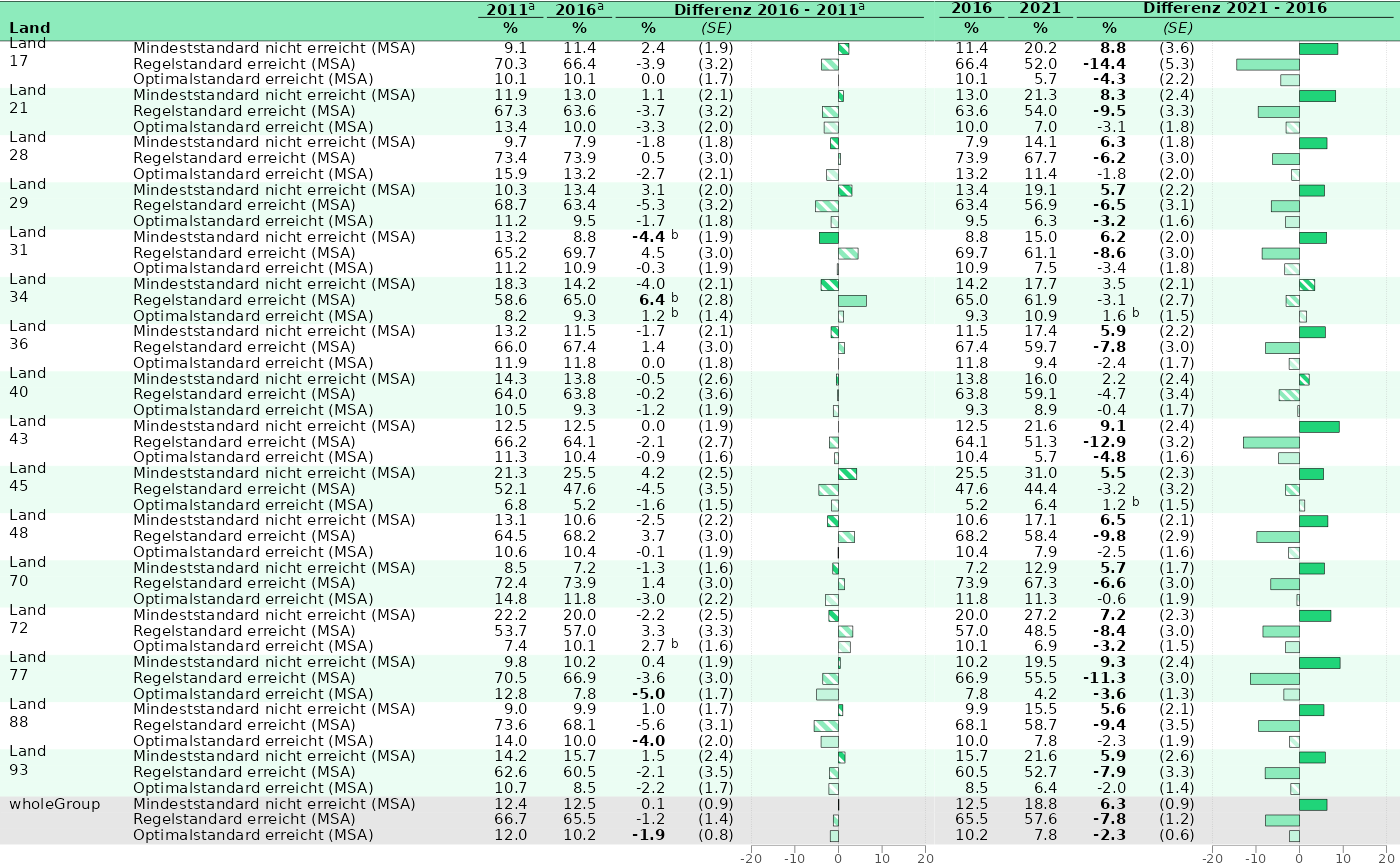 2011a 2016a Differenz 2016 - 2011a 2016 2021 Differenz 2021 - 2016
Land % % % (SE) % % % (SE)
Land 17 Mindeststandard nicht erreicht (MSA) 9.1 11.4 2.4 (1.9) 11.4 20.2 8.8 (3.6)
Regelstandard erreicht (MSA) 70.3 66.4 -3.9 (3.2) 66.4 52.0 -14.4 (5.3)
Optimalstandard erreicht (MSA) 10.1 10.1 0.0 (1.7) 10.1 5.7 -4.3 (2.2)
Land 21 Mindeststandard nicht erreicht (MSA) 11.9 13.0 1.1 (2.1) 13.0 21.3 8.3 (2.4)
Regelstandard erreicht (MSA) 67.3 63.6 -3.7 (3.2) 63.6 54.0 -9.5 (3.3)
Optimalstandard erreicht (MSA) 13.4 10.0 -3.3 (2.0) 10.0 7.0 -3.1 (1.8)
Land 28 Mindeststandard nicht erreicht (MSA) 9.7 7.9 -1.8 (1.8) 7.9 14.1 6.3 (1.8)
Regelstandard erreicht (MSA) 73.4 73.9 0.5 (3.0) 73.9 67.7 -6.2 (3.0)
Optimalstandard erreicht (MSA) 15.9 13.2 -2.7 (2.1) 13.2 11.4 -1.8 (2.0)
Land 29 Mindeststandard nicht erreicht (MSA) 10.3 13.4 3.1 (2.0) 13.4 19.1 5.7 (2.2)
Regelstandard erreicht (MSA) 68.7 63.4 -5.3 (3.2) 63.4 56.9 -6.5 (3.1)
Optimalstandard erreicht (MSA) 11.2 9.5 -1.7 (1.8) 9.5 6.3 -3.2 (1.6)
Land 31 Mindeststandard nicht erreicht (MSA) 13.2 8.8 -4.4 b (1.9) 8.8 15.0 6.2 (2.0)
Regelstandard erreicht (MSA) 65.2 69.7 4.5 (3.0) 69.7 61.1 -8.6 (3.0)
Optimalstandard erreicht (MSA) 11.2 10.9 -0.3 (1.9) 10.9 7.5 -3.4 (1.8)
Land 34 Mindeststandard nicht erreicht (MSA) 18.3 14.2 -4.0 (2.1) 14.2 17.7 3.5 (2.1)
Regelstandard erreicht (MSA) 58.6 65.0 6.4 b (2.8) 65.0 61.9 -3.1 (2.7)
Optimalstandard erreicht (MSA) 8.2 9.3 1.2 b (1.4) 9.3 10.9 1.6 b (1.5)
Land 36 Mindeststandard nicht erreicht (MSA) 13.2 11.5 -1.7 (2.1) 11.5 17.4 5.9 (2.2)
Regelstandard erreicht (MSA) 66.0 67.4 1.4 (3.0) 67.4 59.7 -7.8 (3.0)
Optimalstandard erreicht (MSA) 11.9 11.8 0.0 (1.8) 11.8 9.4 -2.4 (1.7)
Land 40 Mindeststandard nicht erreicht (MSA) 14.3 13.8 -0.5 (2.6) 13.8 16.0 2.2 (2.4)
Regelstandard erreicht (MSA) 64.0 63.8 -0.2 (3.6) 63.8 59.1 -4.7 (3.4)
Optimalstandard erreicht (MSA) 10.5 9.3 -1.2 (1.9) 9.3 8.9 -0.4 (1.7)
Land 43 Mindeststandard nicht erreicht (MSA) 12.5 12.5 0.0 (1.9) 12.5 21.6 9.1 (2.4)
Regelstandard erreicht (MSA) 66.2 64.1 -2.1 (2.7) 64.1 51.3 -12.9 (3.2)
Optimalstandard erreicht (MSA) 11.3 10.4 -0.9 (1.6) 10.4 5.7 -4.8 (1.6)
Land 45 Mindeststandard nicht erreicht (MSA) 21.3 25.5 4.2 (2.5) 25.5 31.0 5.5 (2.3)
Regelstandard erreicht (MSA) 52.1 47.6 -4.5 (3.5) 47.6 44.4 -3.2 (3.2)
Optimalstandard erreicht (MSA) 6.8 5.2 -1.6 (1.5) 5.2 6.4 1.2 b (1.5)
Land 48 Mindeststandard nicht erreicht (MSA) 13.1 10.6 -2.5 (2.2) 10.6 17.1 6.5 (2.1)
Regelstandard erreicht (MSA) 64.5 68.2 3.7 (3.0) 68.2 58.4 -9.8 (2.9)
Optimalstandard erreicht (MSA) 10.6 10.4 -0.1 (1.9) 10.4 7.9 -2.5 (1.6)
Land 70 Mindeststandard nicht erreicht (MSA) 8.5 7.2 -1.3 (1.6) 7.2 12.9 5.7 (1.7)
Regelstandard erreicht (MSA) 72.4 73.9 1.4 (3.0) 73.9 67.3 -6.6 (3.0)
Optimalstandard erreicht (MSA) 14.8 11.8 -3.0 (2.2) 11.8 11.3 -0.6 (1.9)
Land 72 Mindeststandard nicht erreicht (MSA) 22.2 20.0 -2.2 (2.5) 20.0 27.2 7.2 (2.3)
Regelstandard erreicht (MSA) 53.7 57.0 3.3 (3.3) 57.0 48.5 -8.4 (3.0)
Optimalstandard erreicht (MSA) 7.4 10.1 2.7 b (1.6) 10.1 6.9 -3.2 (1.5)
Land 77 Mindeststandard nicht erreicht (MSA) 9.8 10.2 0.4 (1.9) 10.2 19.5 9.3 (2.4)
Regelstandard erreicht (MSA) 70.5 66.9 -3.6 (3.0) 66.9 55.5 -11.3 (3.0)
Optimalstandard erreicht (MSA) 12.8 7.8 -5.0 (1.7) 7.8 4.2 -3.6 (1.3)
Land 88 Mindeststandard nicht erreicht (MSA) 9.0 9.9 1.0 (1.7) 9.9 15.5 5.6 (2.1)
Regelstandard erreicht (MSA) 73.6 68.1 -5.6 (3.1) 68.1 58.7 -9.4 (3.5)
Optimalstandard erreicht (MSA) 14.0 10.0 -4.0 (2.0) 10.0 7.8 -2.3 (1.9)
Land 93 Mindeststandard nicht erreicht (MSA) 14.2 15.7 1.5 (2.4) 15.7 21.6 5.9 (2.6)
Regelstandard erreicht (MSA) 62.6 60.5 -2.1 (3.5) 60.5 52.7 -7.9 (3.3)
Optimalstandard erreicht (MSA) 10.7 8.5 -2.2 (1.7) 8.5 6.4 -2.0 (1.4)
wholeGroup Mindeststandard nicht erreicht (MSA) 12.4 12.5 0.1 (0.9) 12.5 18.8 6.3 (0.9)
Regelstandard erreicht (MSA) 66.7 65.5 -1.2 (1.4) 65.5 57.6 -7.8 (1.2)
Optimalstandard erreicht (MSA) 12.0 10.2 -1.9 (0.8) 10.2 7.8 -2.3 (0.6)
-20 -10 0 10 20 -20 -10 0 10 20